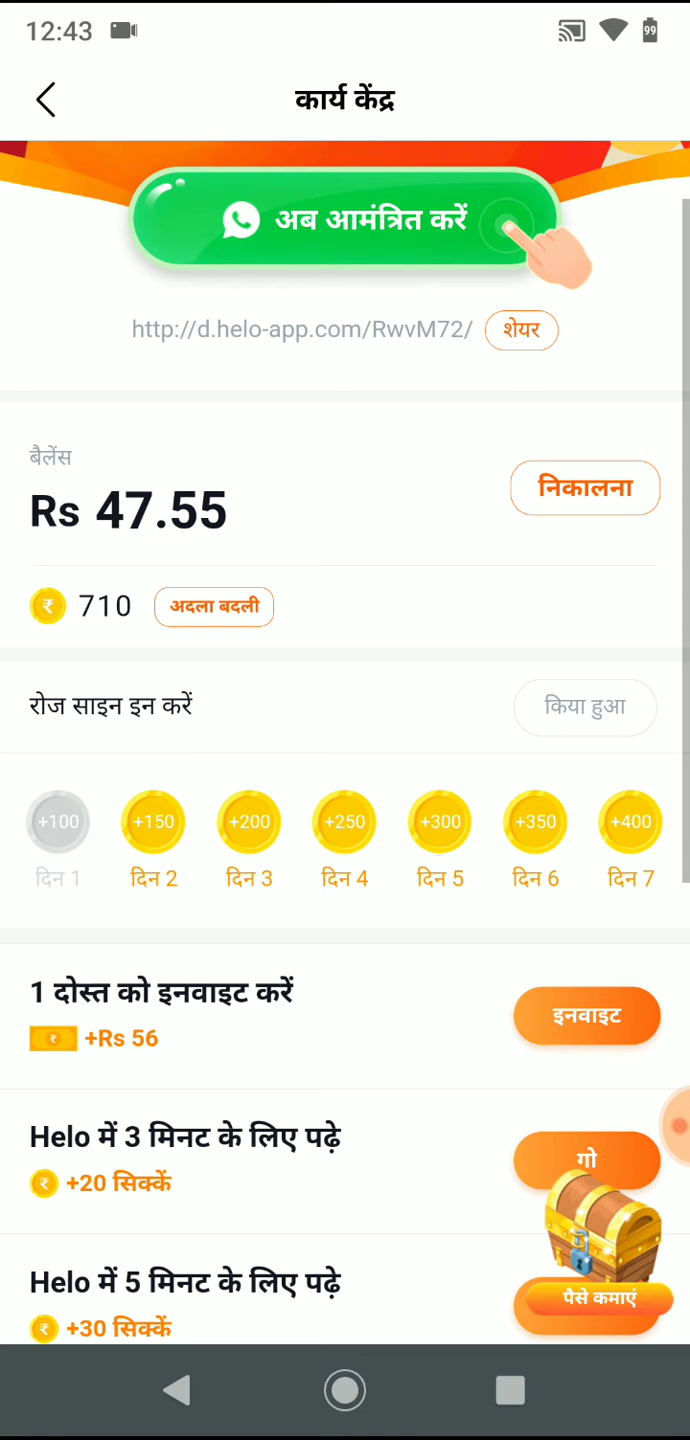 12:43
99
कार्य केंद्र
अब आमंत्रित करें
http://d.helo-app.com/RwvM72/ शेयर
बैलेंस
Rs 47.55 निकालना
₹ 710 अदला बदली
रोज साइन इन करें किया हुआ
+100 +150 +200 +250 +300 +350 +400
दिन 1 दिन 2 दिन 3 दिन 4 दिन 5 दिन 6 दिन 7
1 दोस्त को इनवाइट करें इनवाइट
₹ +Rs 56
Helo में 3 मिनट के लिए पढ़े गो
₹ +20 सिक्कें
Helo में 5 मिनट के लिए पढ़े
पैसे कमाएं
₹ +30 सिक्कें